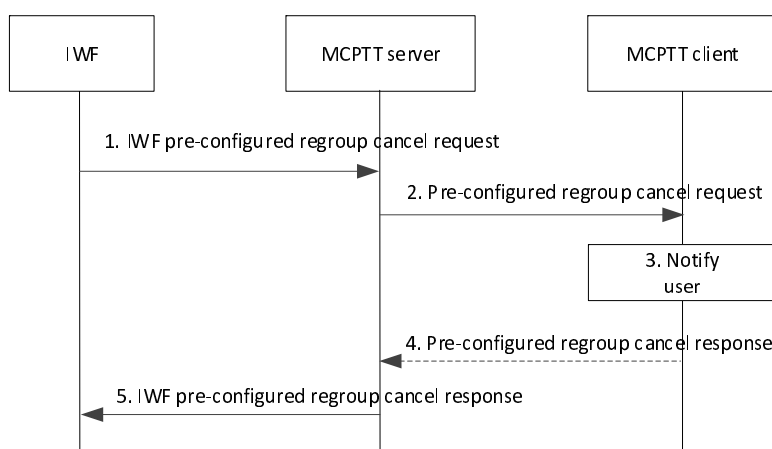 IWF
MCPTT server
MCPTT client
1. IWF pre-configured regroup cancel request
2. Pre-configured regroup cancel request
3. Notify
user
4. Pre-configured regroup cancel response
5. IWF pre-configured regroup cancel response